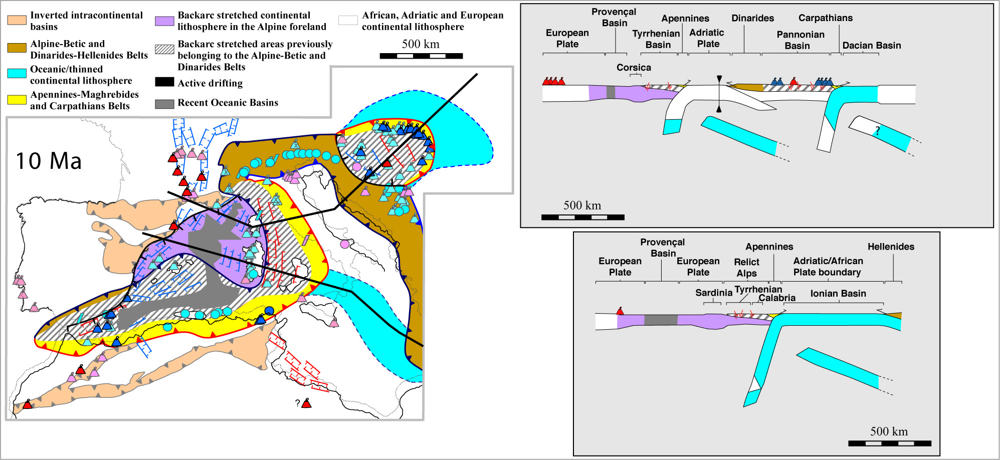 Inverted intracontinental
basins
Alpine-Betic and
Dinarides-Hellenides Belts
Oceanic/thinned
continental lithosphere
Apennines-Maghrebides
and Carpathians Belts
Backarc stretched continental
lithosphere in the Alpine foreland
Backarc stretched areas previously
belonging to the Alpine-Betic and
Dinarides Belts
Active drifting
Recent Oceanic Basins
African, Adriatic and European
continental lithosphere
500 km
10 Ma
?
European
Plate
Provençal
Basin
Corsica
Tyrrhenian
Basin
Apennines
Adriatic
Plate
Dinarides
Pannonian
Basin
Carpathians
Dacian Basin
?
500 km
European
Plate
Provençal
Basin
European
Plate
Sardinia
Relict
Alps
Tyrrhenian
Calabria
Apennines
Adriatic/African
Plate boundary
Ionian Basin
Hellenides
500 km